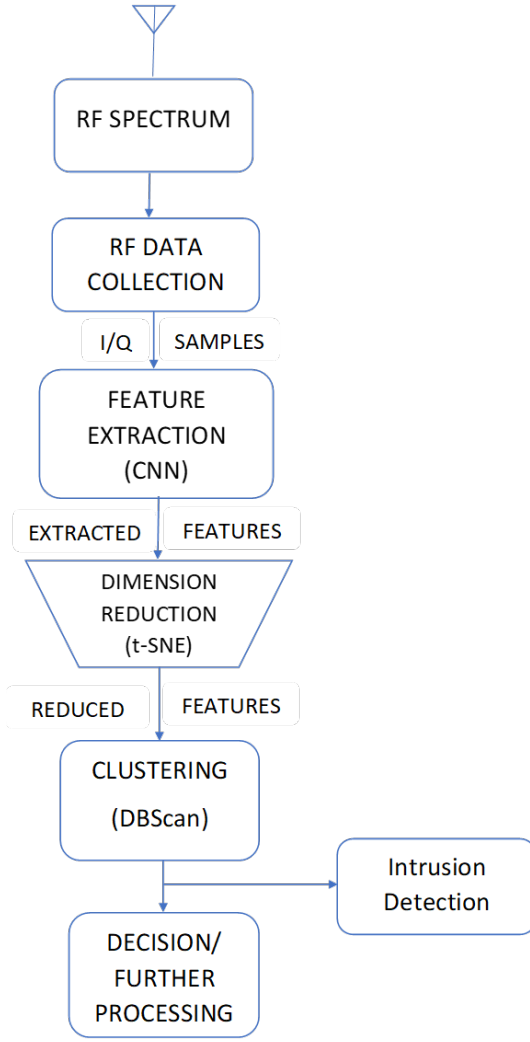 RF SPECTRUM
RF DATA
COLLECTION
I/Q SAMPLES
FEATURE
EXTRACTION
(CNN)
EXTRACTED FEATURES
DIMENSION
REDUCTION
(t-SNE)
REDUCED FEATURES
CLUSTERING
(DBScan)
Intrusion
Detection
DECISION/
FURTHER
PROCESSING